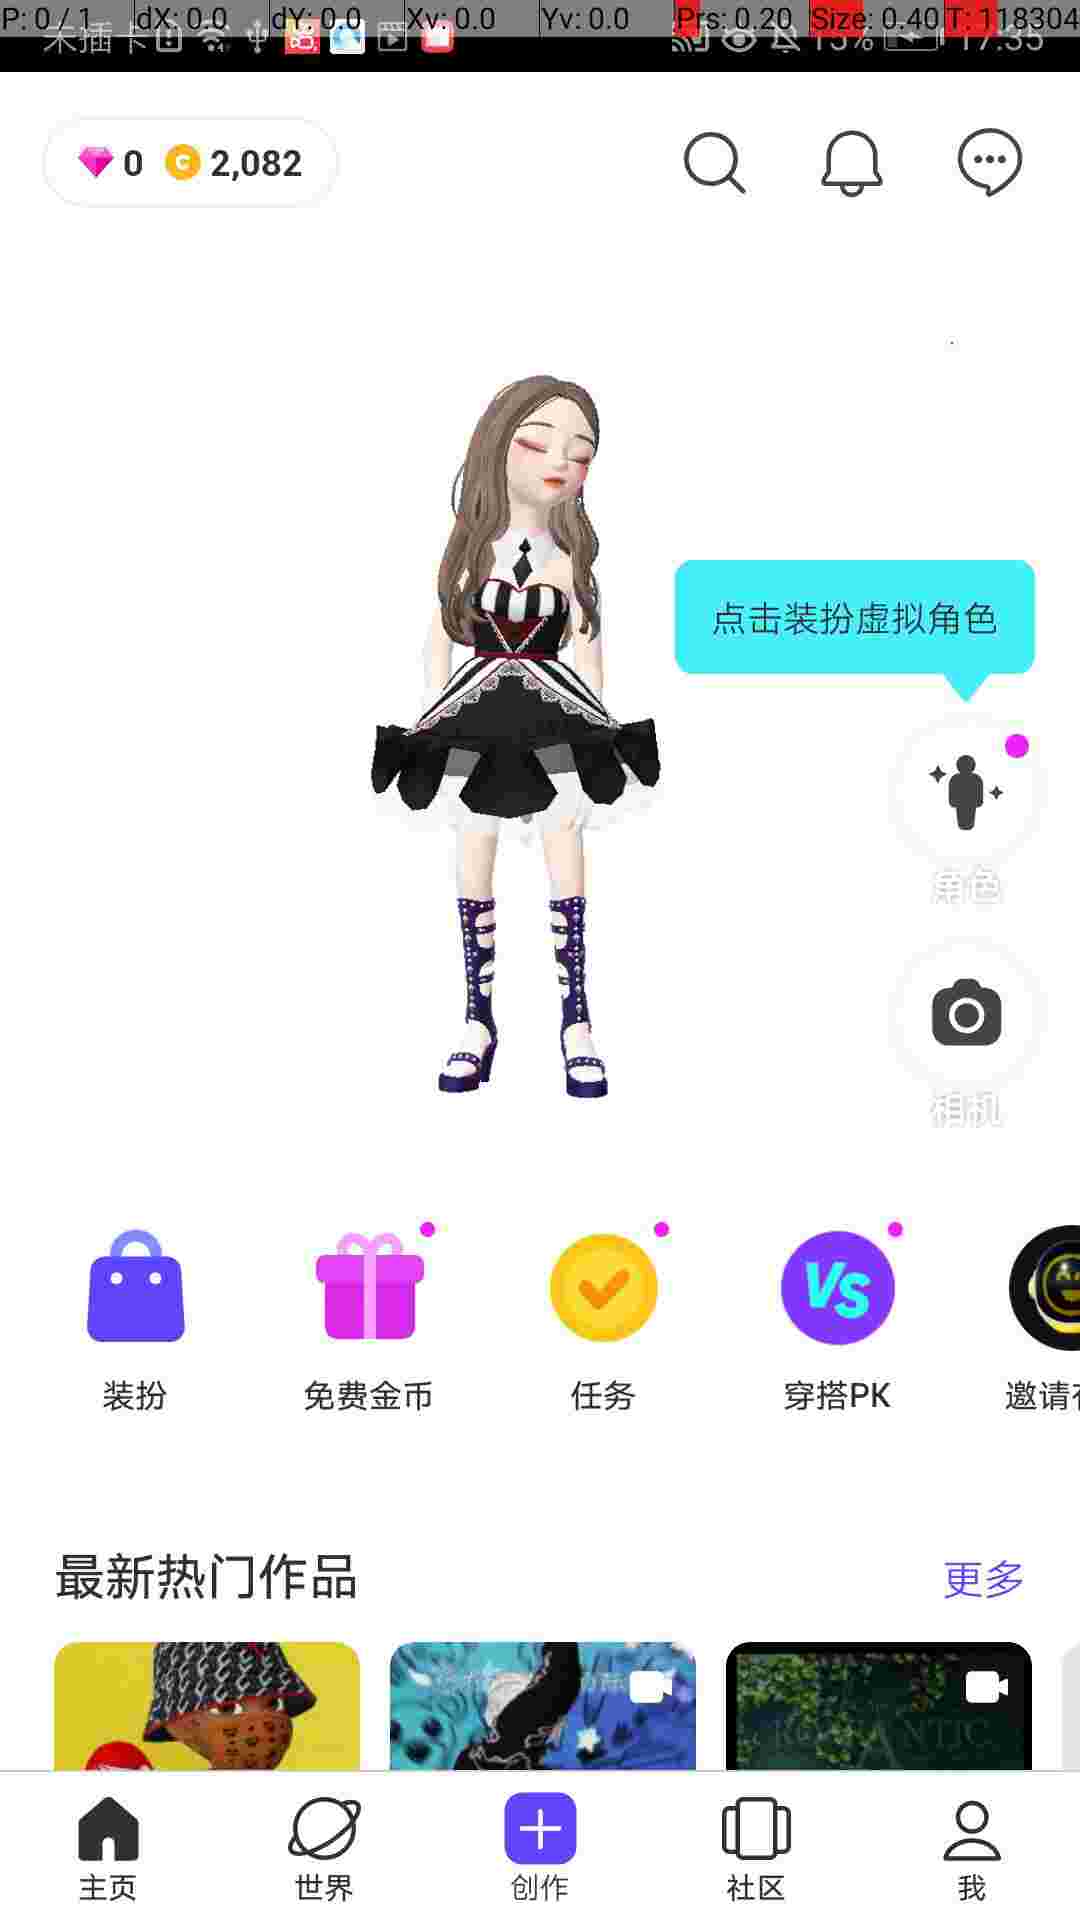 P: 0 / 1 dX: 0.0 dY: 0.0 Xv: 0.0 Yv: 0.0 Prs: 0.20 Size: 0.40 T: 118304
未插卡 15% 17:35
0 2,082
点击装扮虚拟角色
角色
相机
装扮 免费金币 任务 穿搭PK 邀请
最新热门作品 更多
主页 世界 创作 社区 我